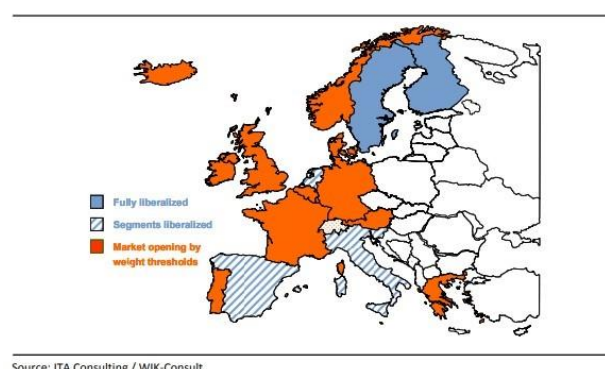 Fully liberalized
Segments liberalized
Market opening by
weight thresholds
Source: ITA Consulting / WIK-Consult